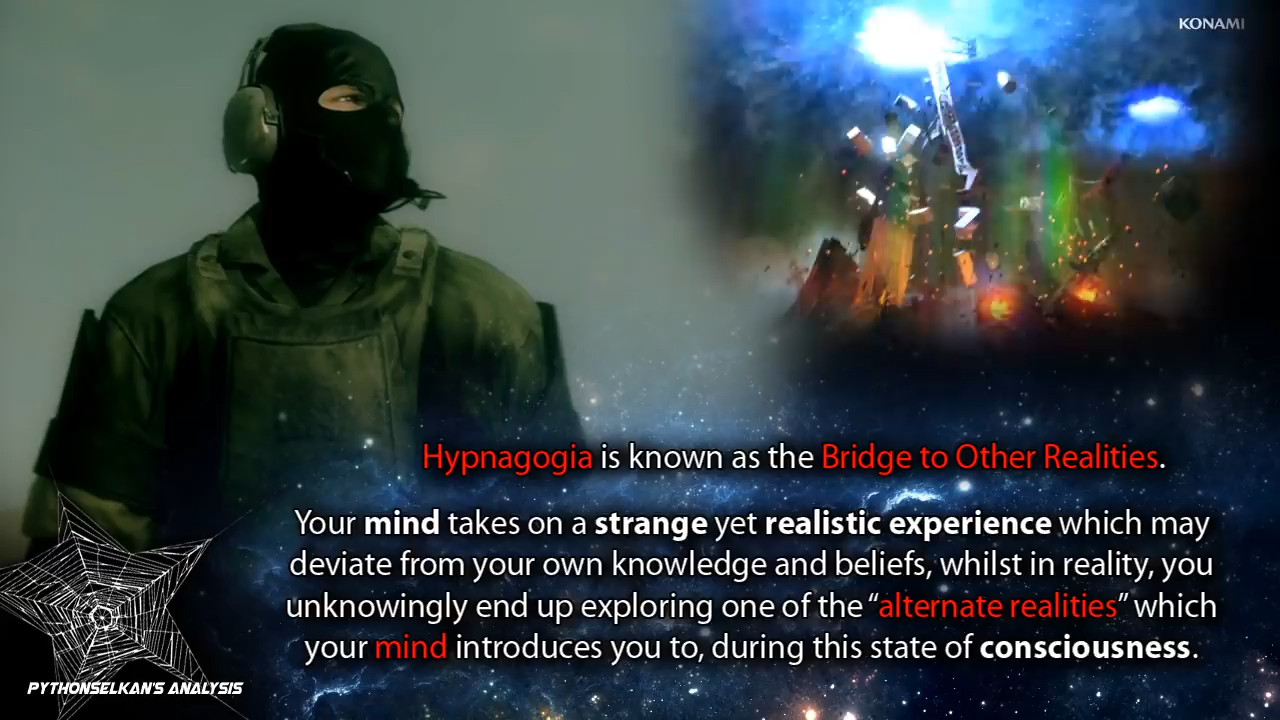 KONAMI
Hypnagogia is known as the Bridge to Other Realities.
Your mind takes on a strange yet realistic experience which may
deviate from your own knowledge and beliefs, whilst in reality, you
unknowingly end up exploring one of the “alternate realities” which
your mind introduces you to, during this state of consciousness.
PYTHONSELKAN'S ANALYSIS